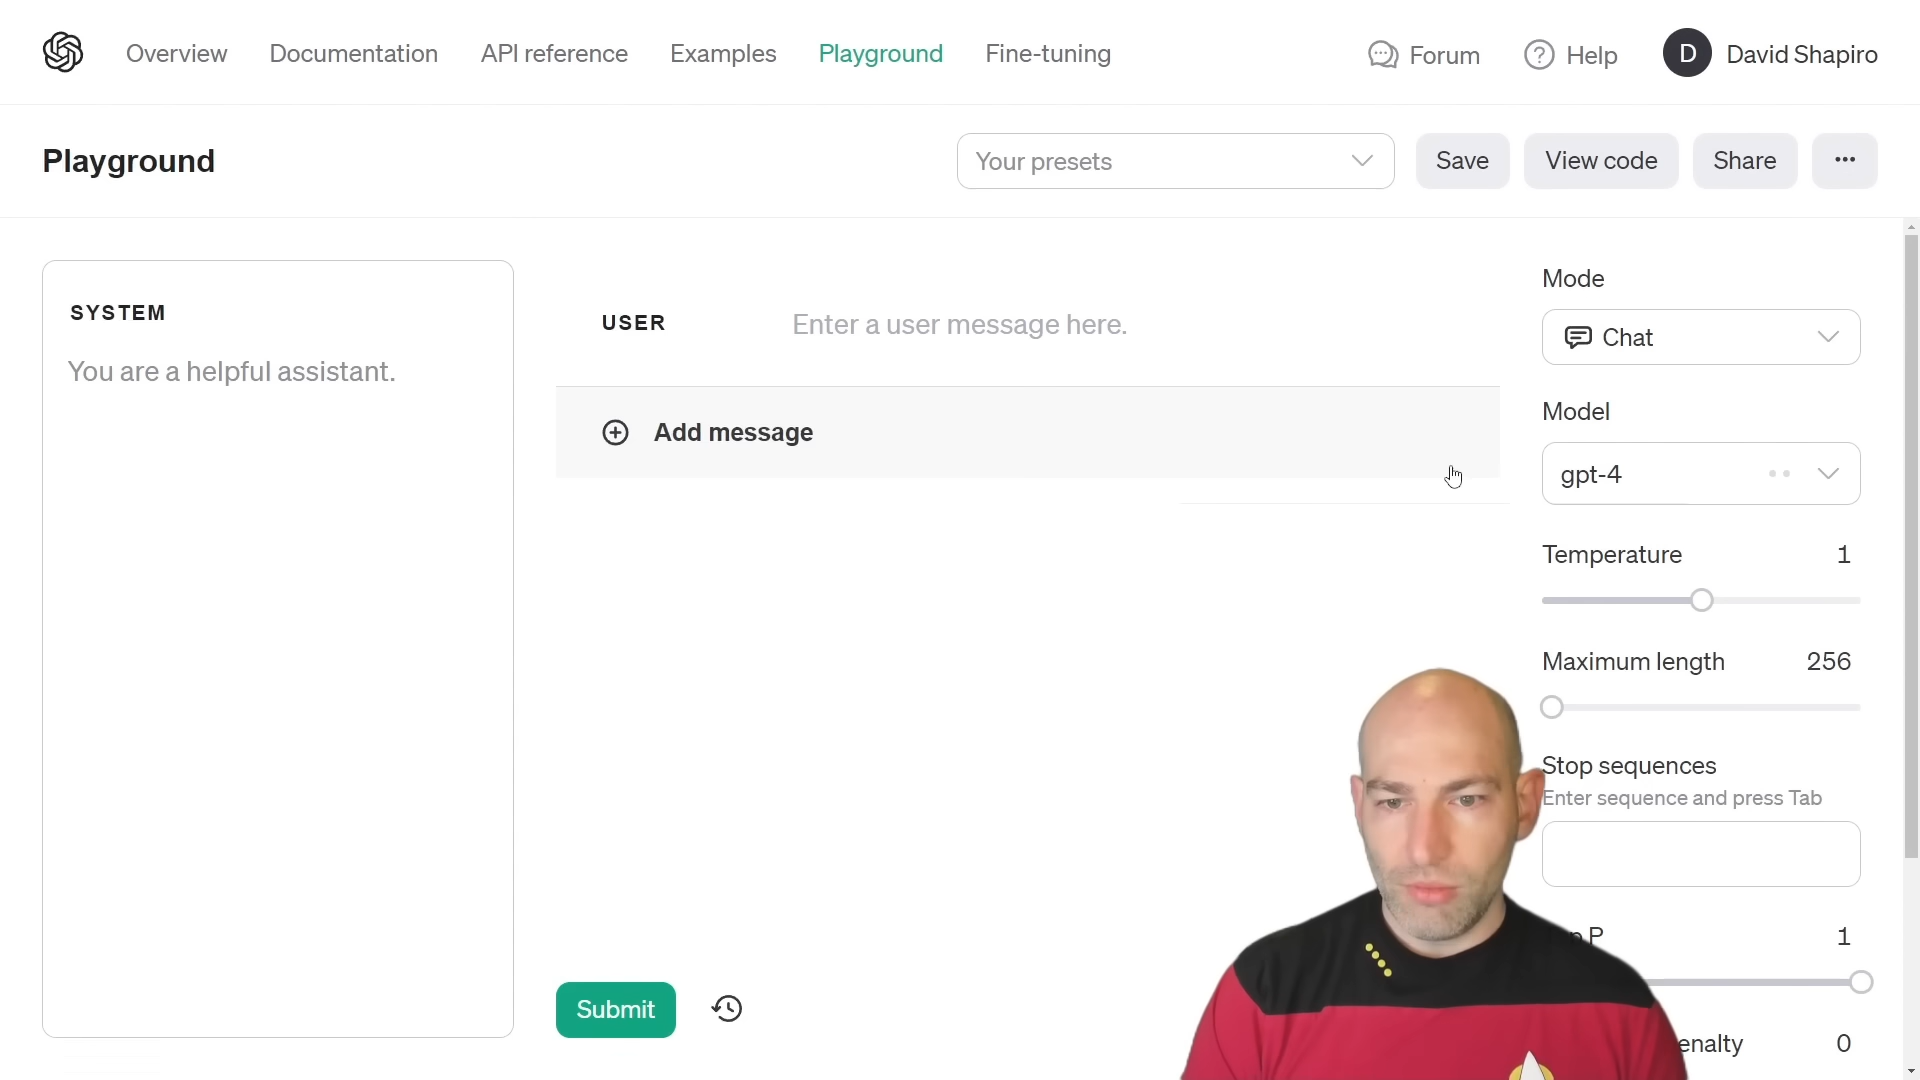 Overview Documentation API reference Examples Playground Fine-tuning Forum Help D David Shapiro
Playground Your presets Save View code Share
SYSTEM
You are a helpful assistant.
USER Enter a user message here.
Add message
Submit
Mode
Chat
Model
gpt-4
Temperature 1
Maximum length 256
Stop sequences
Enter sequence and press Tab
P 1
enalty 0